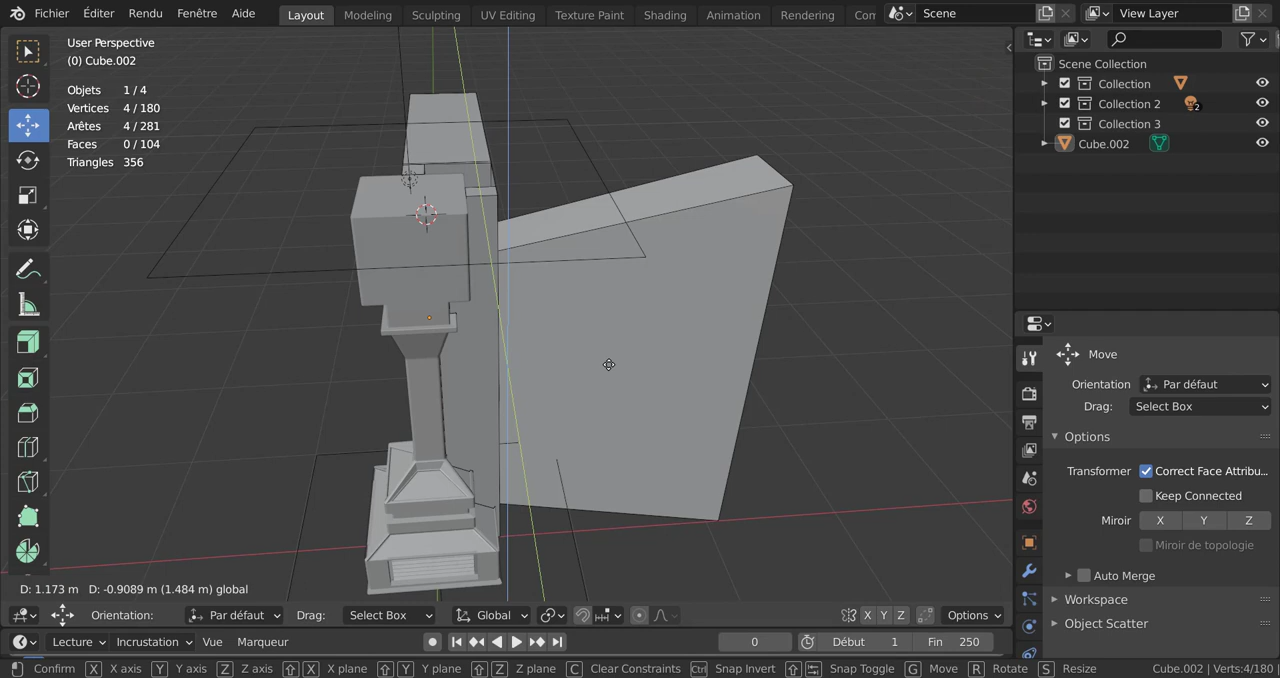 Fichier Éditer Rendu Fenêtre Aide Layout Modeling Sculpting UV Editing Texture Paint Shading Animation Rendering Com Scene View Layer
User Perspective
(0) Cube.002
Objets 1 / 4
Vertices 4 / 180
Arêtes 4 / 281
Faces 0 / 104
Triangles 356
Scene Collection
Collection
Collection 2 2
Collection 3
Cube.002
Move
Orientation Par défaut
Drag: Select Box
Options
Transformer Correct Face Attribu...
Keep Connected
Miroir X Y Z
Miroir de topologie
Auto Merge
Workspace
Object Scatter
D: 1.173 m D: -0.9089 m (1.484 m) global
Orientation: Par défaut Drag: Select Box Global X Y Z Options
Lecture Incrustation Vue Marqueur 0 Début 1 Fin 250
Confirm X X axis Y Y axis Z Z axis X X plane Y Y plane Z Z plane C Clear Constraints Ctrl Snap Invert Snap Toggle G Move R Rotate S Resize Cube.002 | Verts:4/180 |